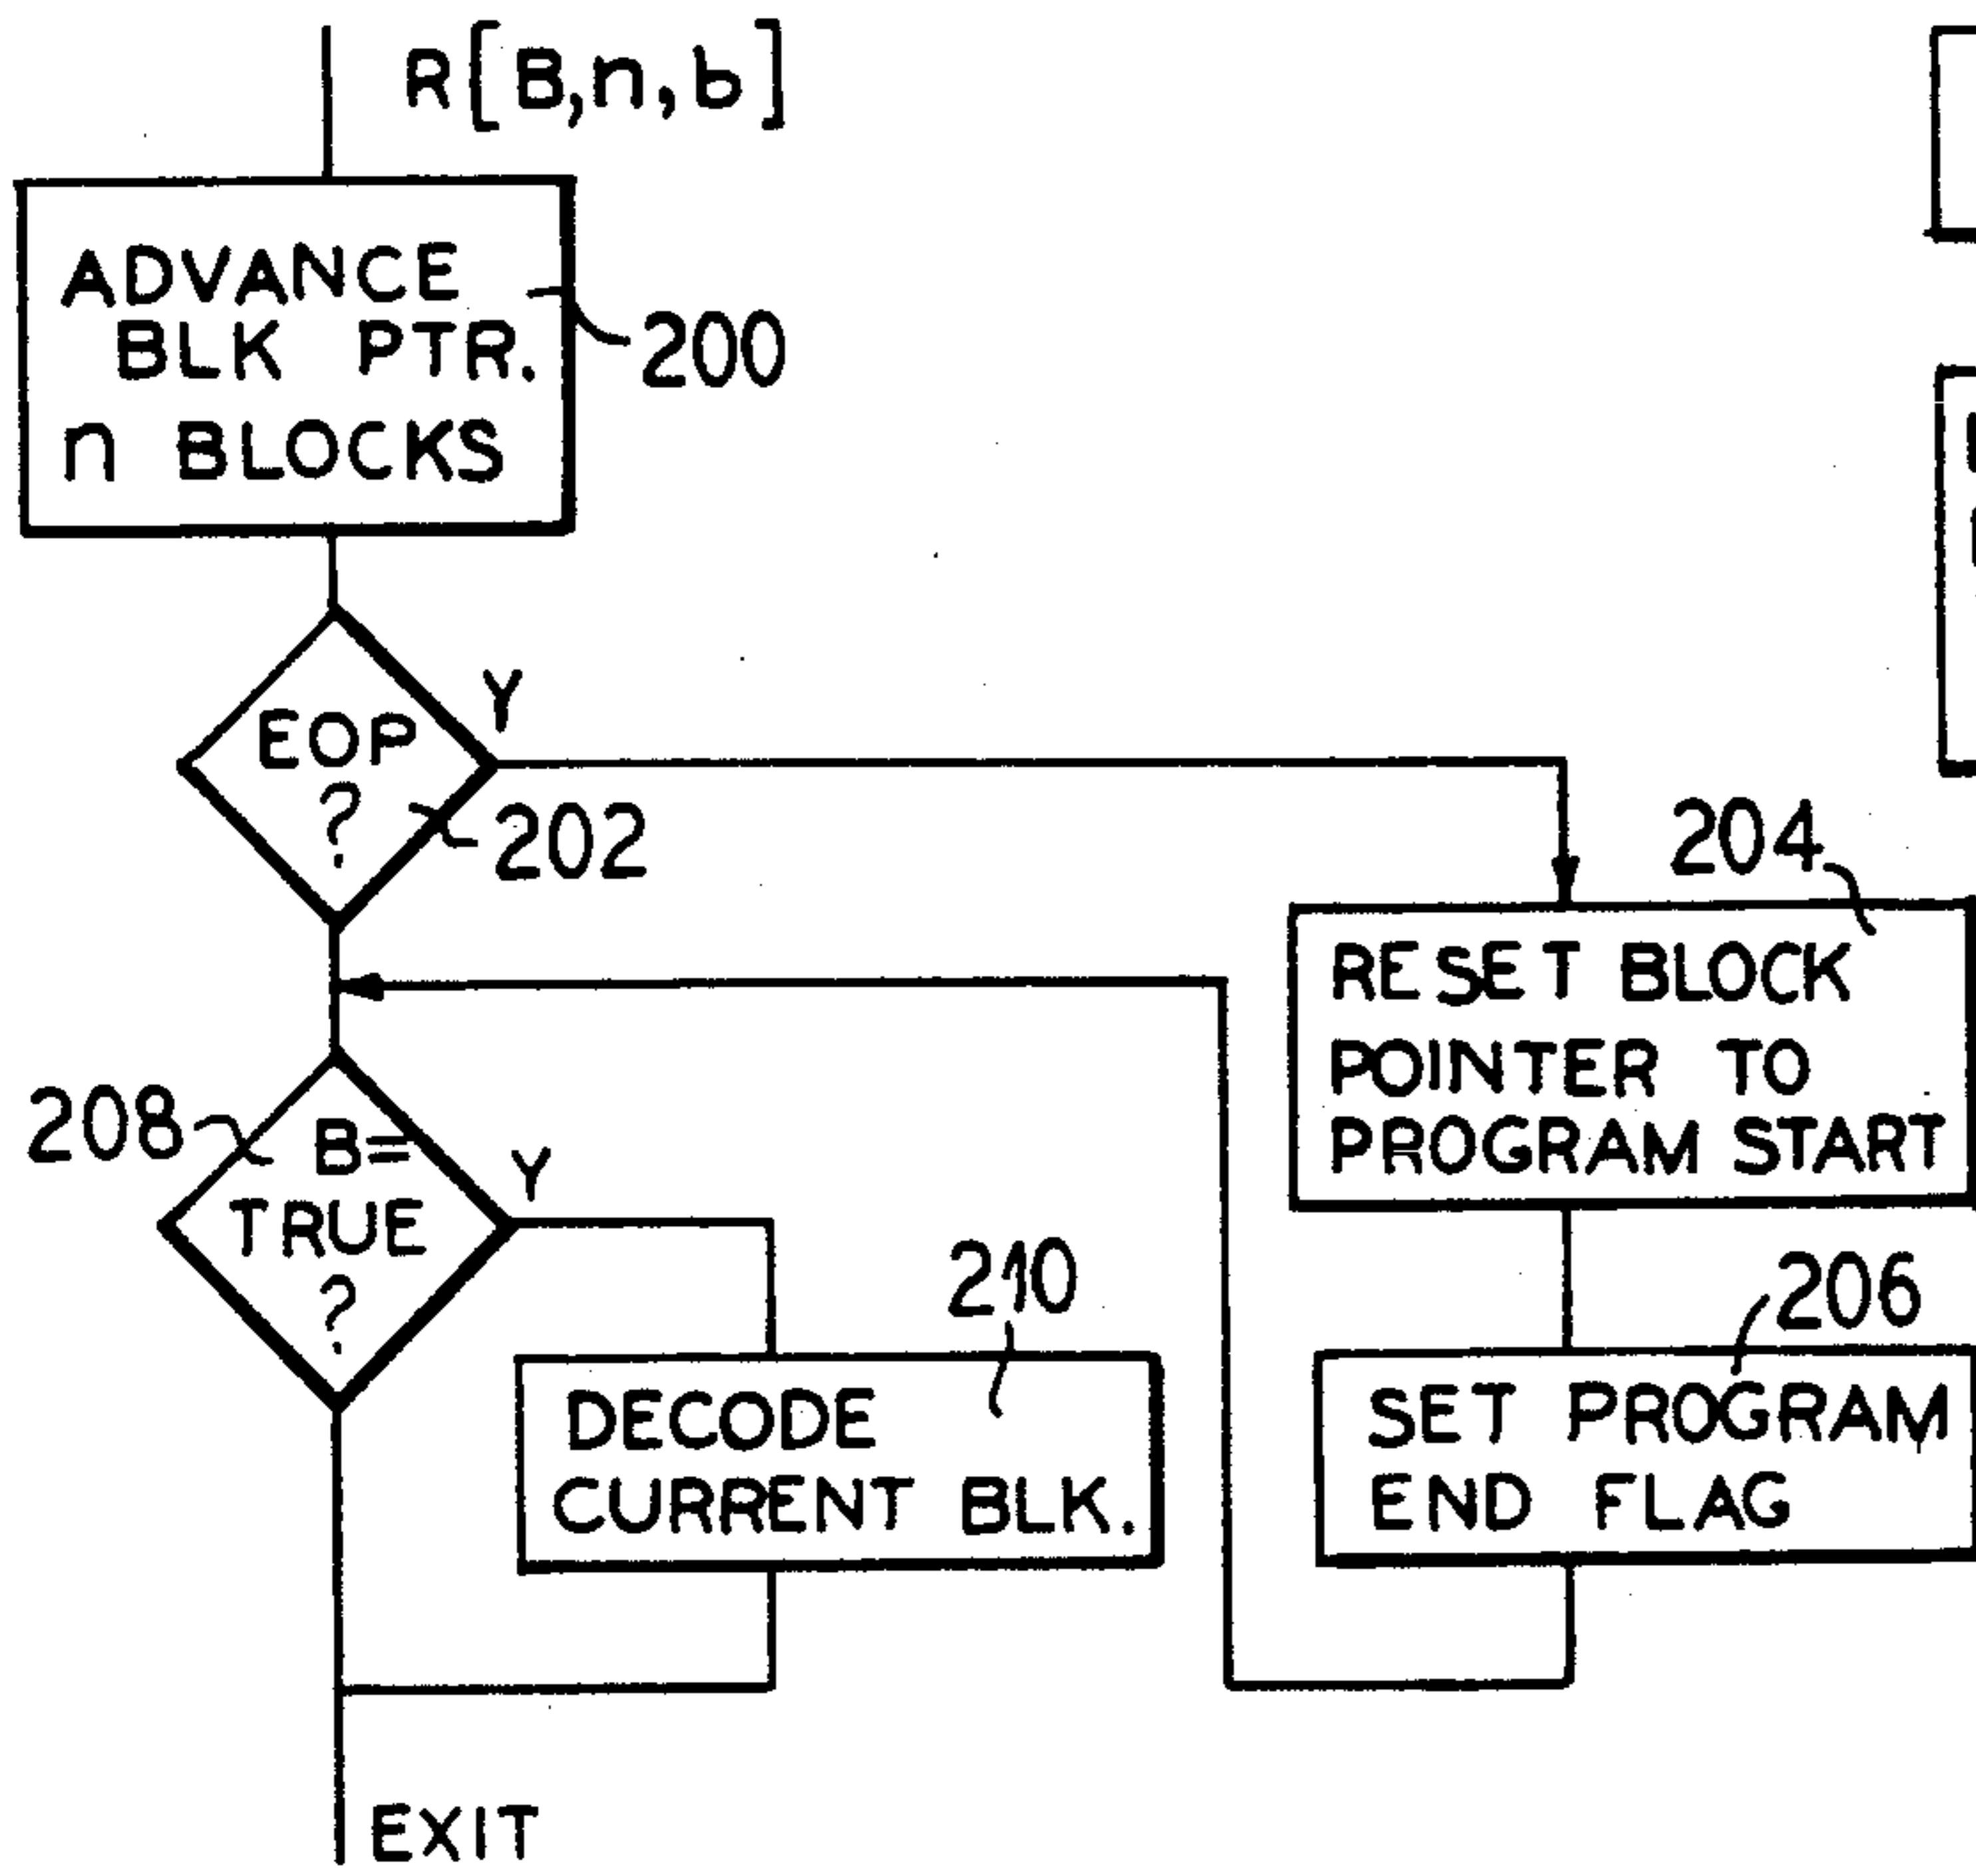 R[B,n,b]
ADVANCE
BLK PTR.
n BLOCKS
200
EOP
?
Y
202
204
RESET BLOCK
POINTER TO
PROGRAM START
208
B=
TRUE
?
Y
210
DECODE
CURRENT BLK.
206
SET PROGRAM
END FLAG
EXIT